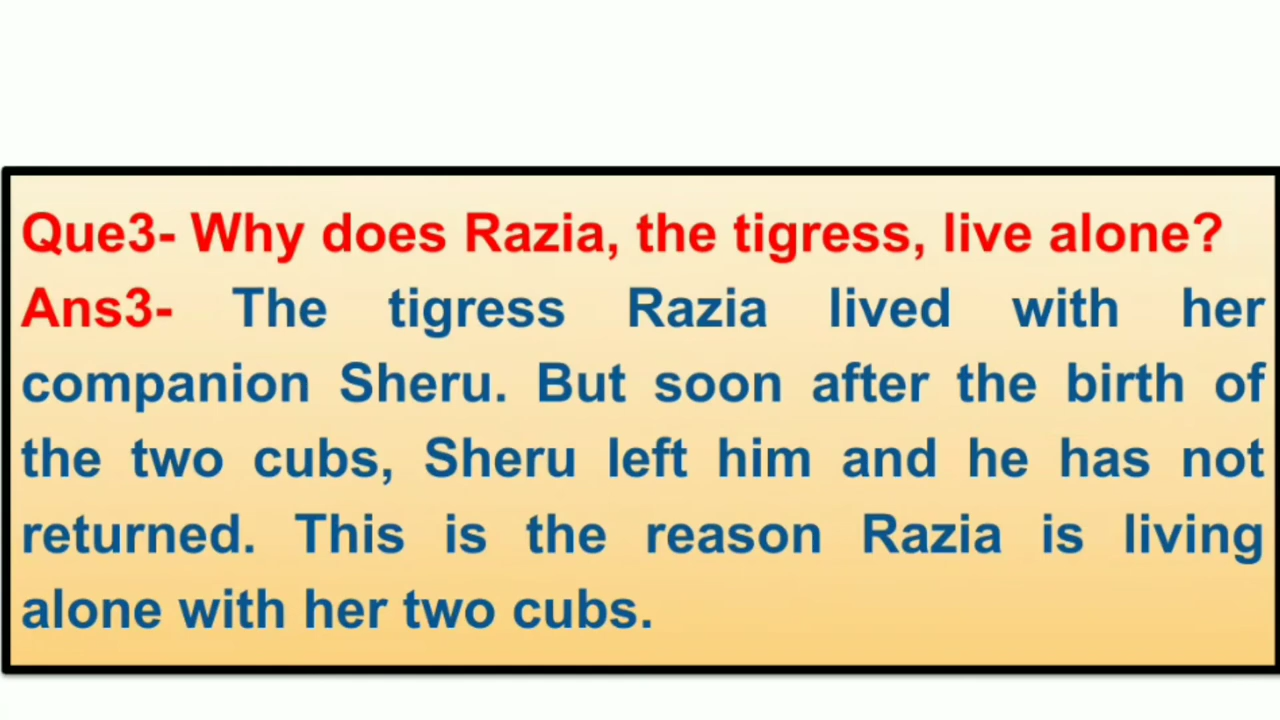 Que3- Why does Razia, the tigress, live alone?
Ans3- The tigress Razia lived with her
companion Sheru. But soon after the birth of
the two cubs, Sheru left him and he has not
returned. This is the reason Razia is living
alone with her two cubs.